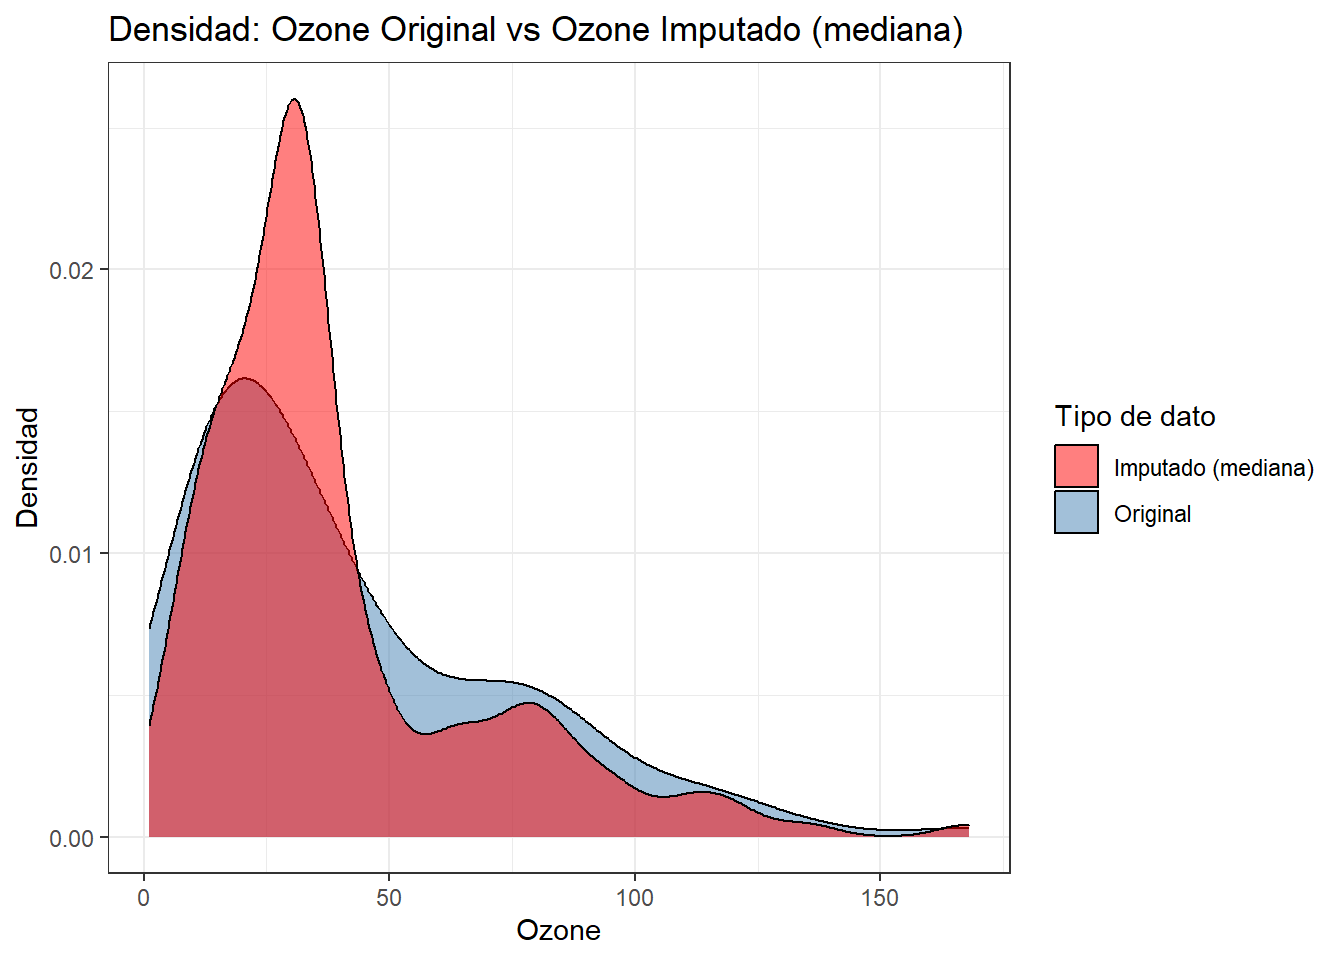 Densidad: Ozone Original vs Ozone Imputado (mediana)
Densidad
0.02
0.01
0.00
0
50
100
150
Ozone
Tipo de dato
Imputado (mediana)
Original